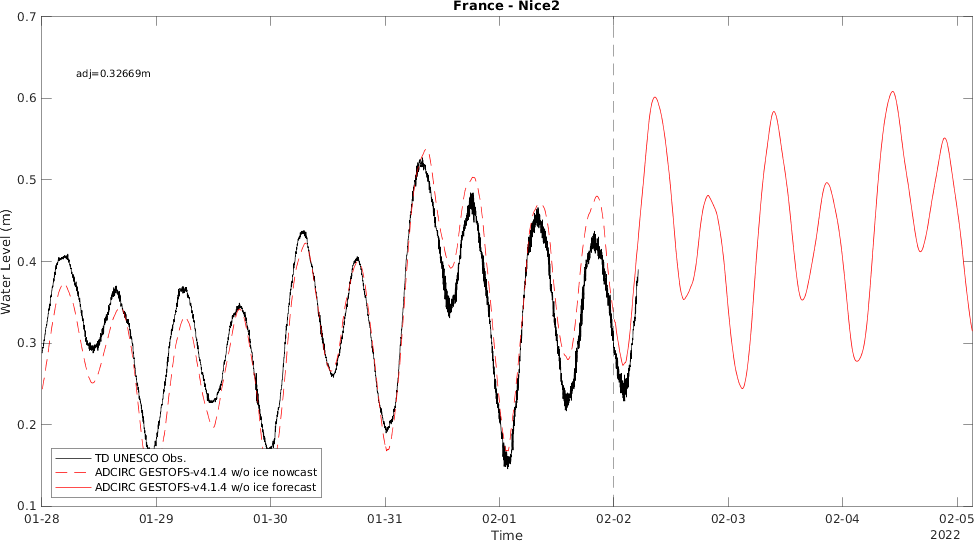 France - Nice2
0.7
0.6
0.5
0.4
0.3
0.2
0.1
Water Level (m)
adj=0.32669m
TD UNESCO Obs.
ADCIRC GESTOFS-v4.1.4 w/o ice nowcast
ADCIRC GESTOFS-v4.1.4 w/o ice forecast
01-28 01-29 01-30 01-31 02-01 02-02 02-03 02-04 02-05
Time
2022